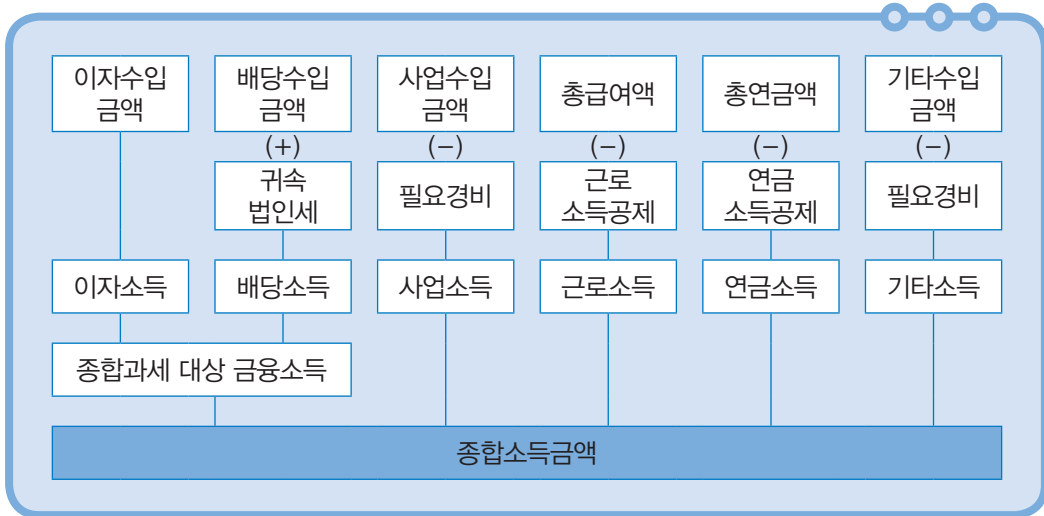 이자수입
금액
배당수입
금액
사업수입
금액
총급여액
총연금액
기타수입
금액
(+)
(−)
(−)
(−)
(−)
귀속
법인세
필요경비
근로
소득공제
연금
소득공제
필요경비
이자소득
배당소득
사업소득
근로소득
연금소득
기타소득
종합과세 대상 금융소득
종합소득금액